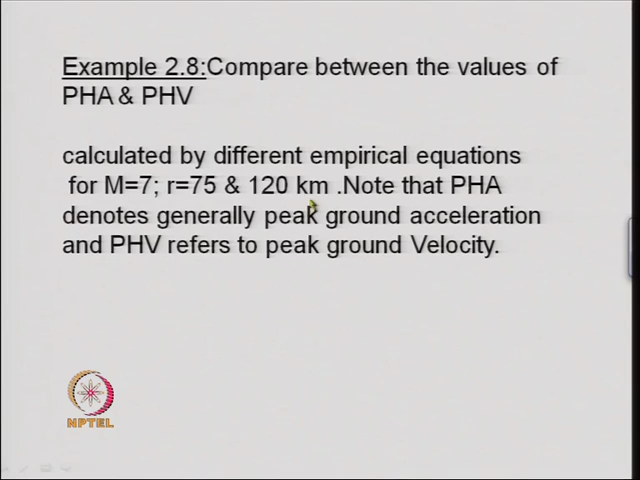 Example 2.8:Compare between the values of
PHA & PHV
calculated by different empirical equations
for M=7; r=75 & 120 km .Note that PHA
denotes generally peak ground acceleration
and PHV refers to peak ground Velocity.
NPTEL